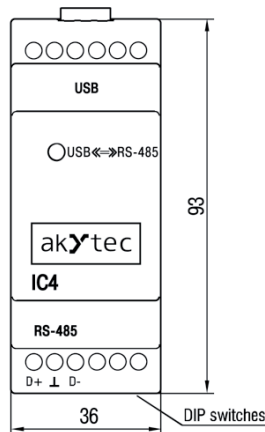 USB
USB«=»RS-485
akYtec
IC4
RS-485
D+ ⊥ D-
DIP switches
36
93